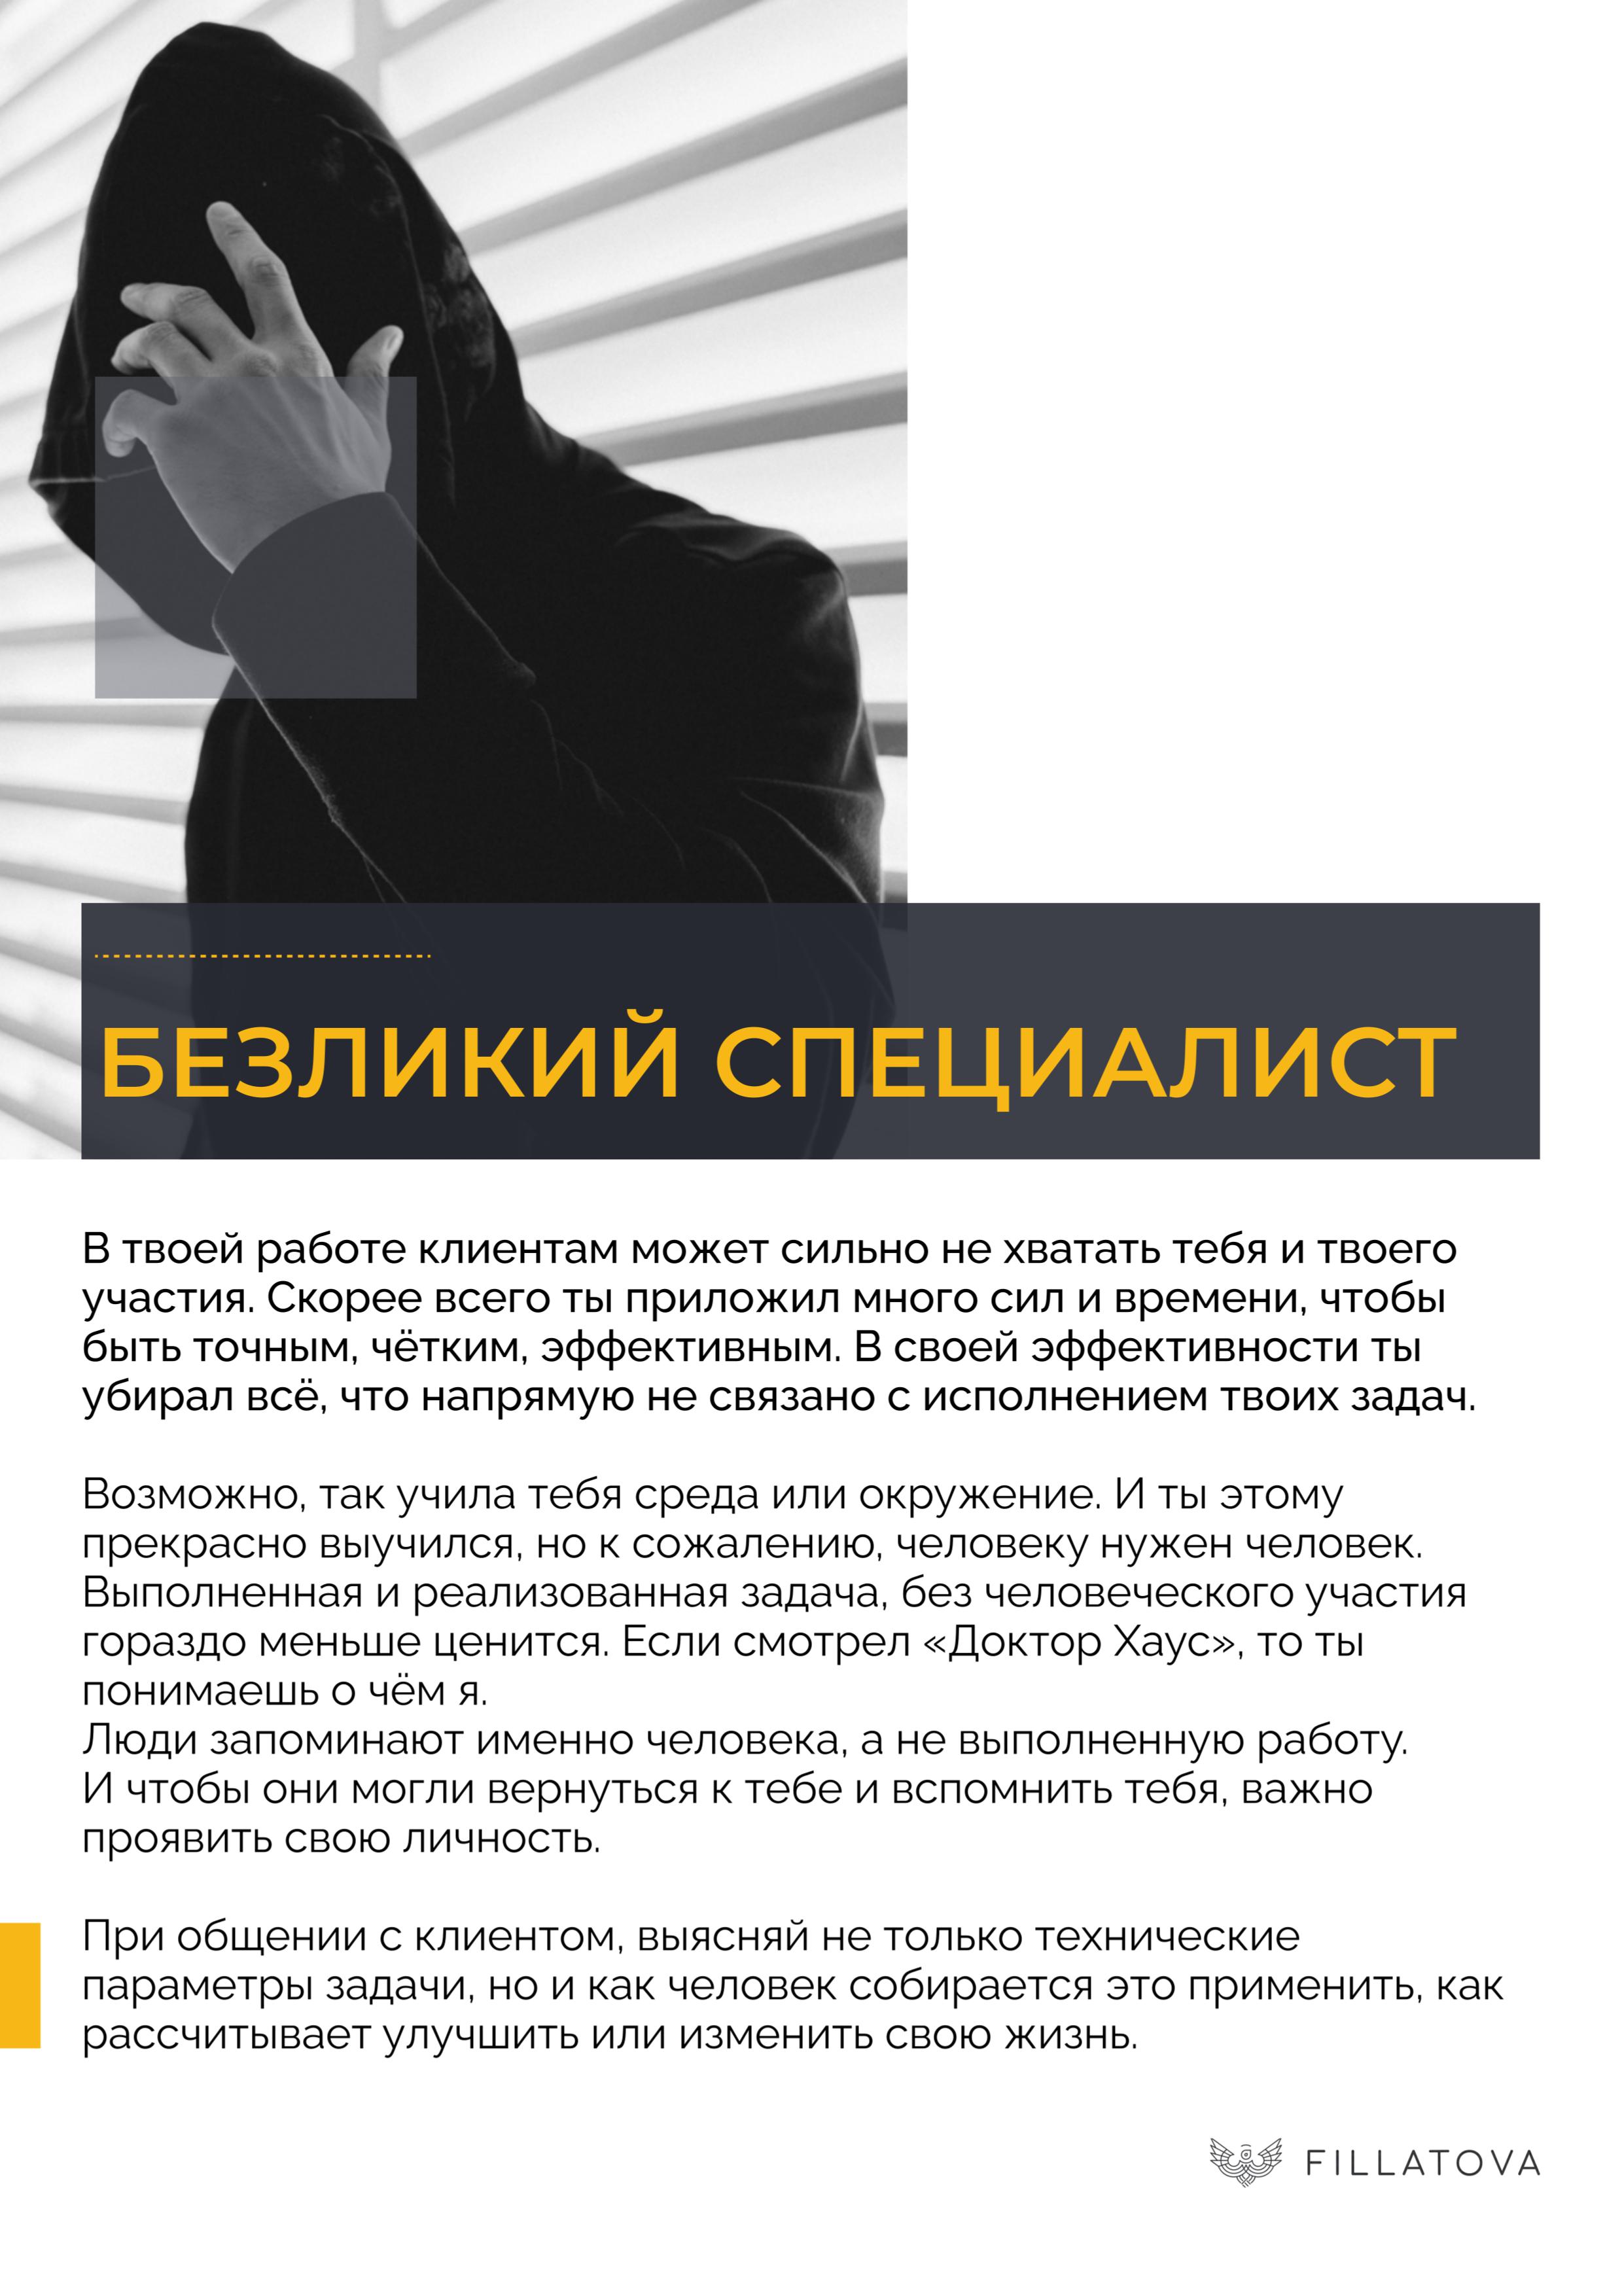 БЕЗЛИКИЙ СПЕЦИАЛИСТ
В твоей работе клиентам может сильно не хватать тебя и твоего
участия. Скорее всего ты приложил много сил и времени, чтобы
быть точным, чётким, эффективным. В своей эффективности ты
убирал всё, что напрямую не связано с исполнением твоих задач.
Возможно, так учила тебя среда или окружение. И ты этому
прекрасно выучился, но к сожалению, человеку нужен человек.
Выполненная и реализованная задача, без человеческого участия
гораздо меньше ценится. Если смотрел «Доктор Хаус», то ты
понимаешь о чём я.
Люди запоминают именно человека, а не выполненную работу.
И чтобы они могли вернуться к тебе и вспомнить тебя, важно
проявить свою личность.
При общении с клиентом, выясняй не только технические
параметры задачи, но и как человек собирается это применить, как
рассчитывает улучшить или изменить свою жизнь.
FILLATOVA